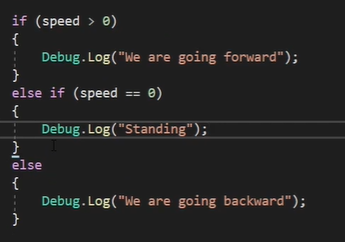 if (speed > 0)
{
Debug.Log("We are going forward");
}
else if (speed == 0)
{
Debug.Log("Standing");
}
else
{
Debug.Log("We are going backward");
}